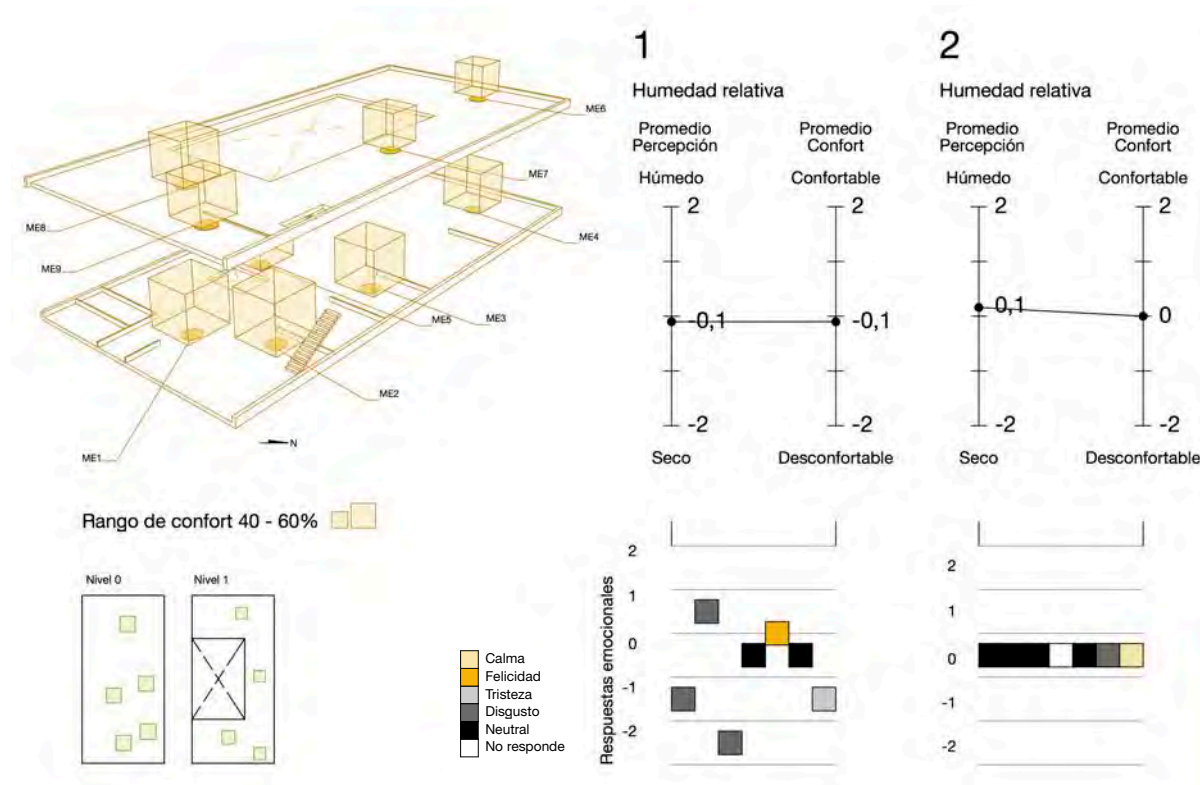 ME6
ME7
ME4
ME8
ME9
ME5
ME3
ME2
N
ME1
Rango de confort 40 - 60%
Nivel 0
Nivel 1
1
Humedad relativa
Promedio
Percepción
Promedio
Confort
Húmedo
Confortable
2
2
-0,1
-0,1
-2
-2
Seco
Desconfortable
2
Humedad relativa
Promedio
Percepción
Promedio
Confort
Húmedo
Confortable
2
2
0,1
0
-2
-2
Seco
Desconfortable
Calma
Felicidad
Tristeza
Disgusto
Neutral
No responde
Respuestas emocionales
2
1
0
-1
-2
2
1
0
-1
-2